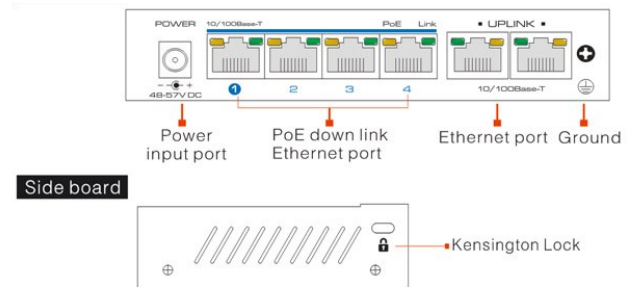 POWER 10/100Base-T PoE Link • UPLINK •
48-57V DC 1 2 3 4 10/100Base-T
Power input port
PoE down link Ethernet port
Ethernet port
Ground
Side board
Kensington Lock